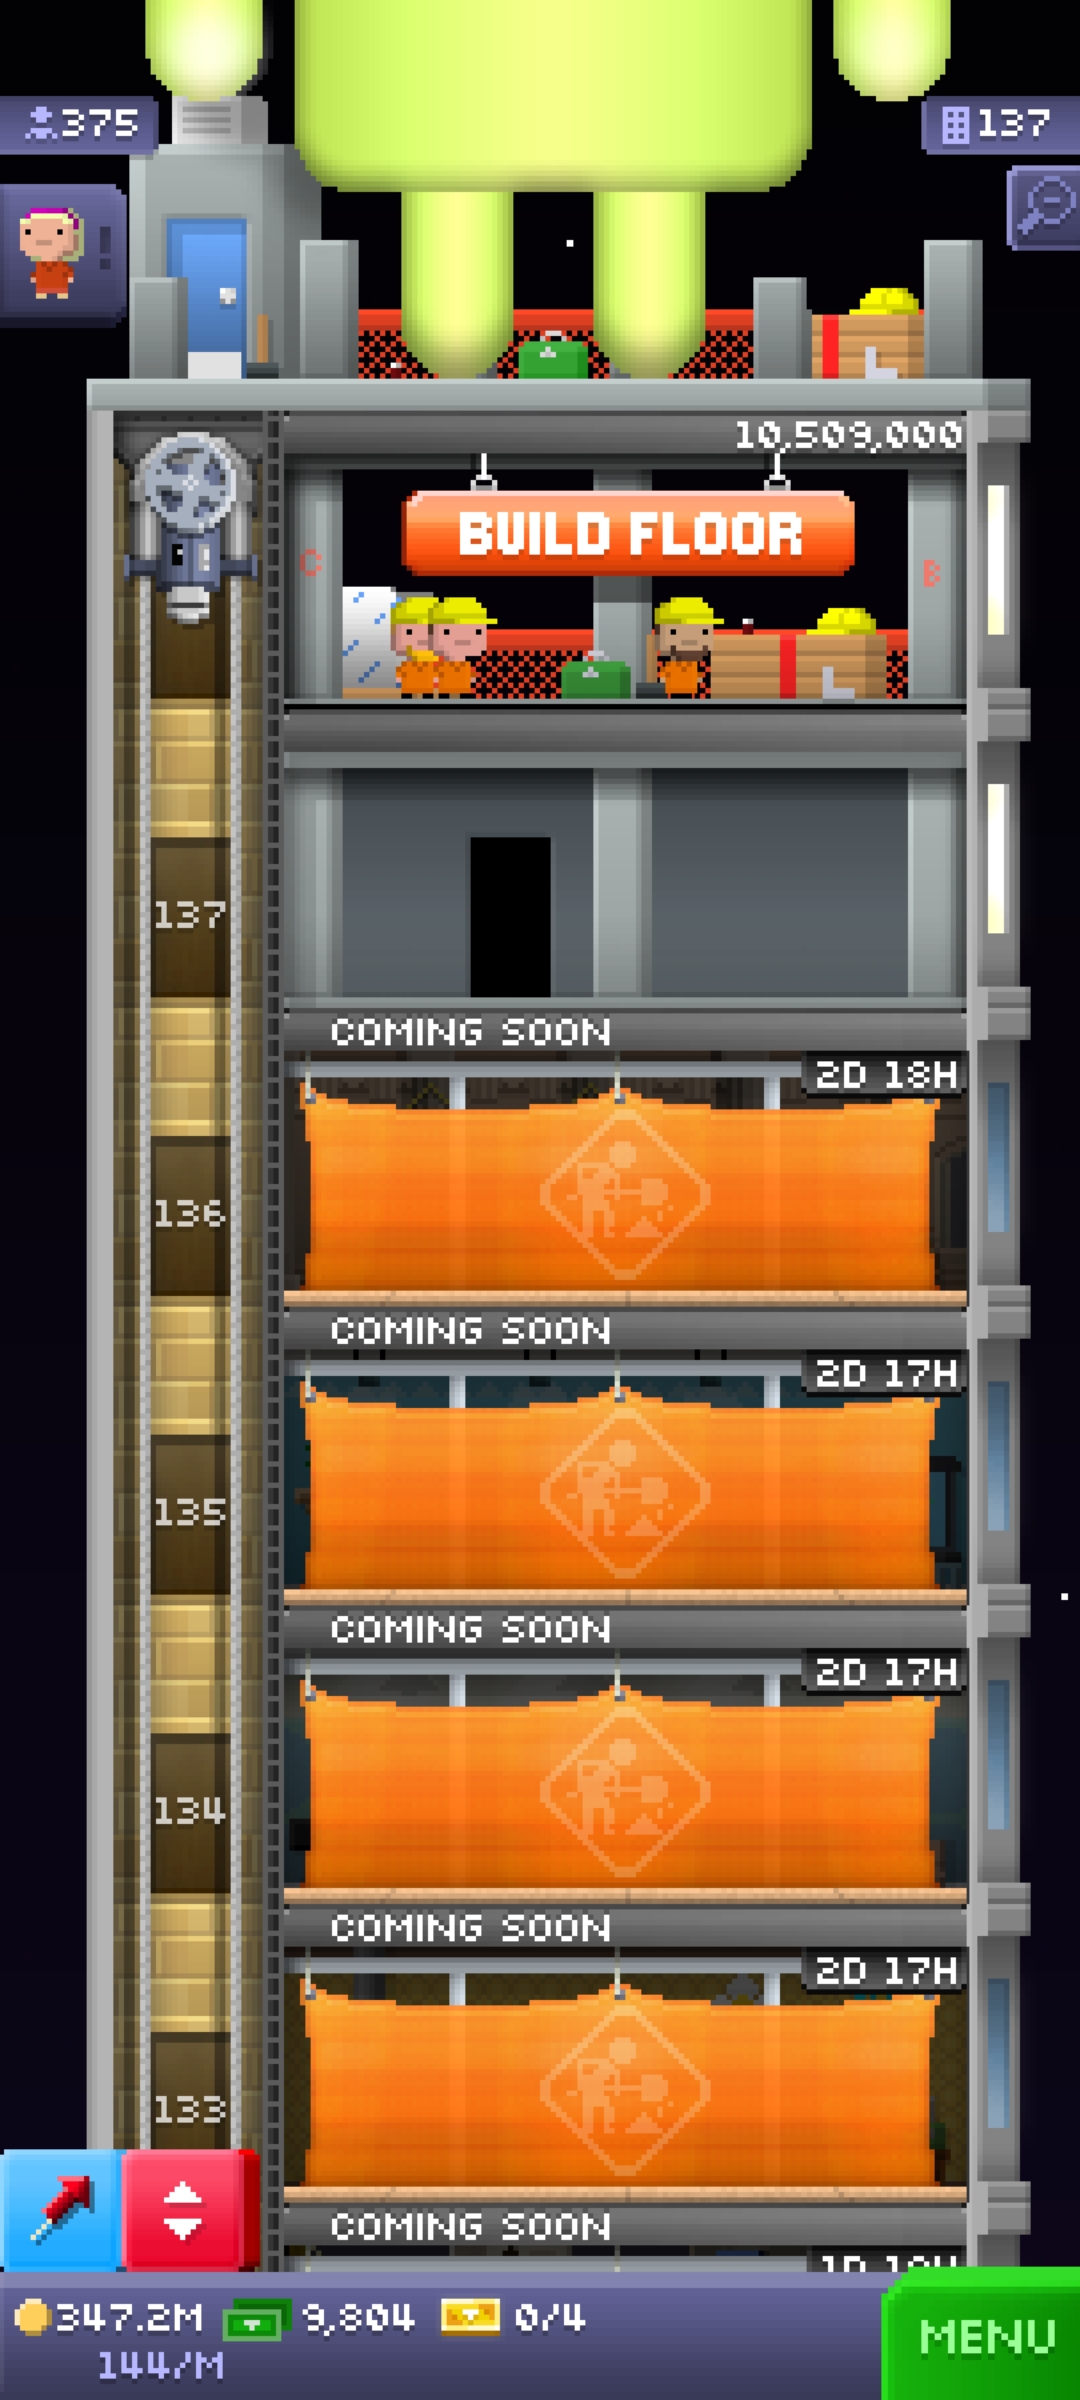 375
137
10,509,000
BUILD FLOOR
C
B
137
COMING SOON
2D 18H
136
COMING SOON
2D 17H
135
COMING SOON
2D 17H
134
COMING SOON
2D 17H
133
COMING SOON
347.2M
9,804
0/4
144/M
MENU